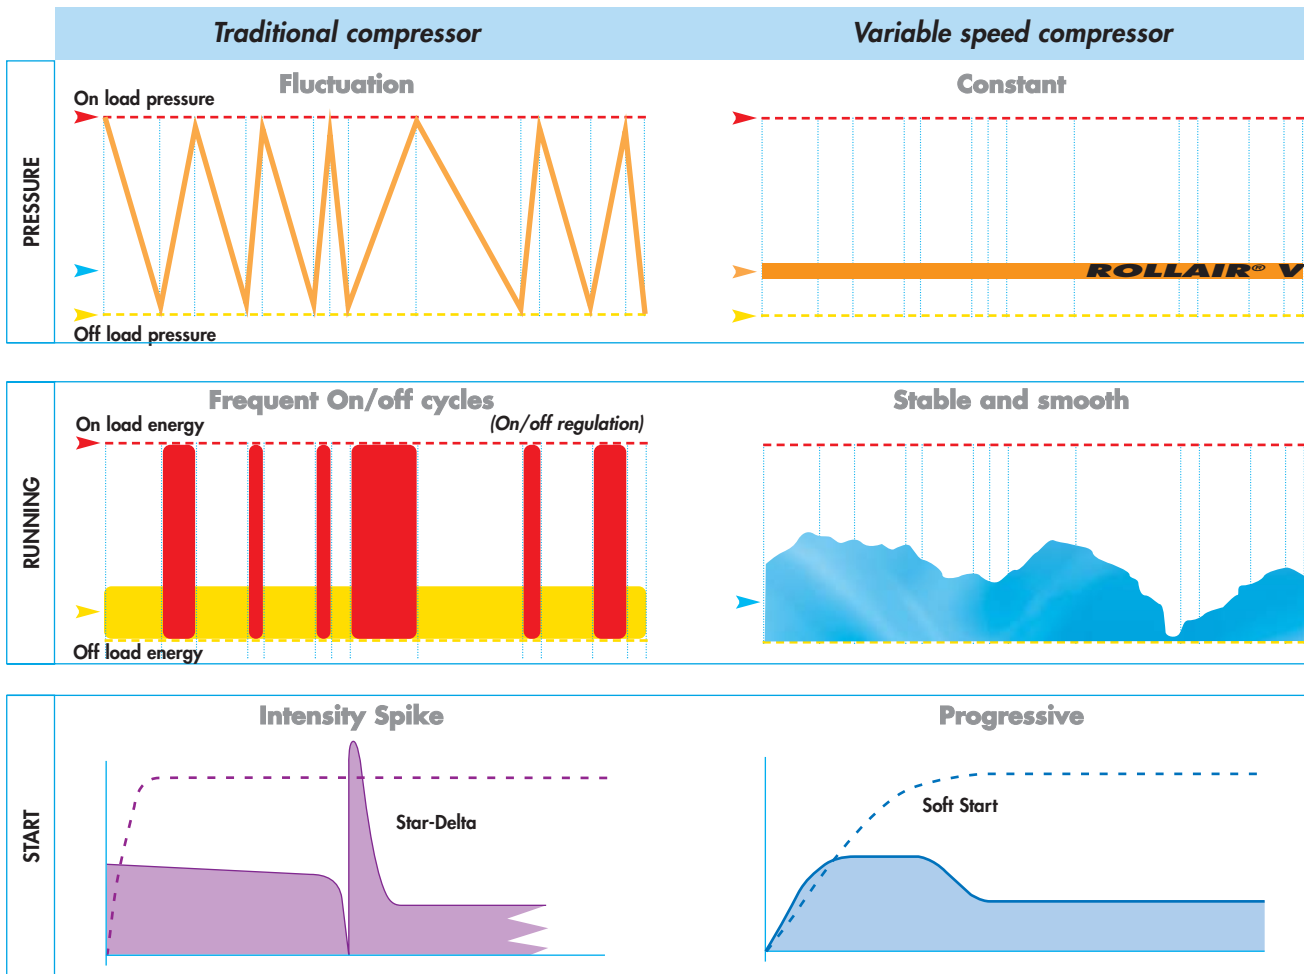 Traditional compressor
Variable speed compressor
PRESSURE
Fluctuation
On load pressure
Off load pressure
Constant
ROLLAIR® V
RUNNING
Frequent On/off cycles
On load energy
(On/off regulation)
Off load energy
Stable and smooth
START
Intensity Spike
Star-Delta
Progressive
Soft Start